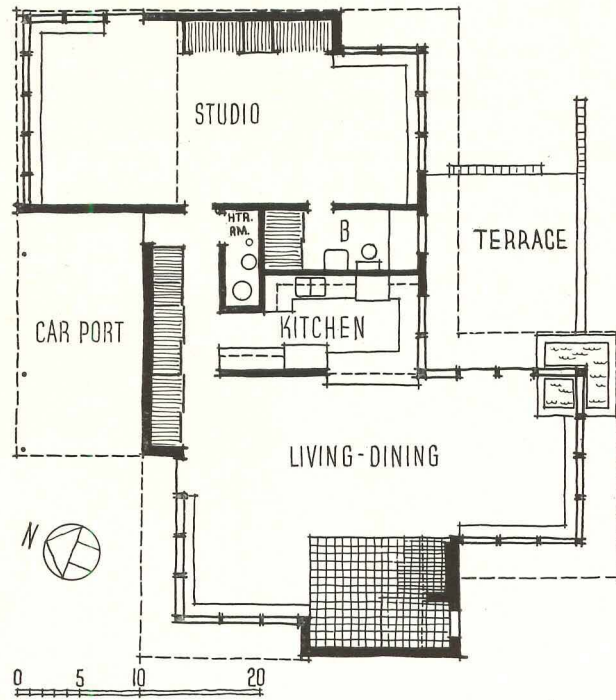 STUDIO
HTR.
RM.
B
TERRACE
CAR PORT
KITCHEN
LIVING-DINING
N
0 5 10 20